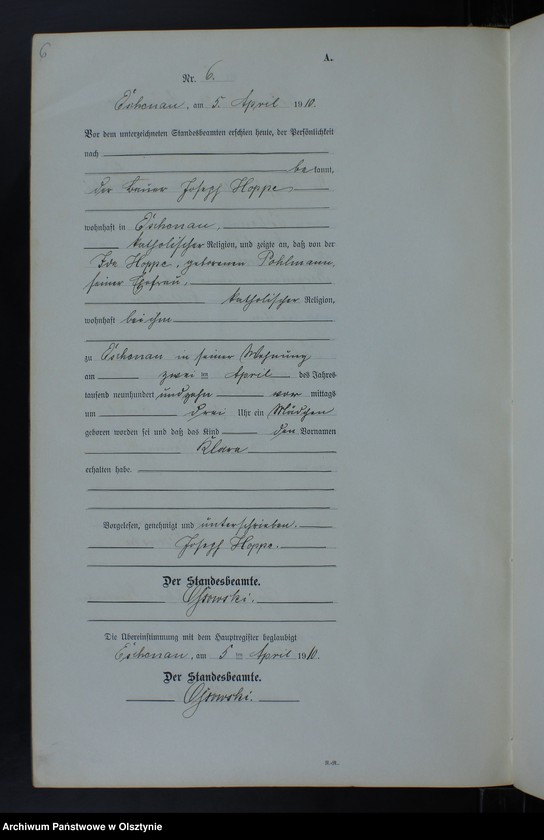 6
A.
Nr. 6.
Eschenau, am 5. April 1910.
Vor dem unterzeichneten Standesbeamten erschien heute, der Persönlichkeit
nach
bekannt,
der Bauer Joseph Hoppe
wohnhaft in Eschenau,
katholischer Religion, und zeigte an, daß von der
Ida Hoppe, geborenen Pohlmann,
seiner Ehefrau,
katholischer Religion,
wohnhaft bei ihm
zu Eschenau in seiner Wohnung
am zwei ten April des Jahres
tausend neunhundert und zehn vor mittags
um drei Uhr ein Mädchen
geboren worden sei und daß das Kind den Vornamen
Klara
erhalten habe.
Vorgelesen, genehmigt und unterschrieben.
Joseph Hoppe.
Der Standesbeamte.
Die Übereinstimmung mit dem Hauptregister beglaubigt
Eschenau, am 5 ten April 1910.
Der Standesbeamte.
Archiwum Państwowe w Olsztynie